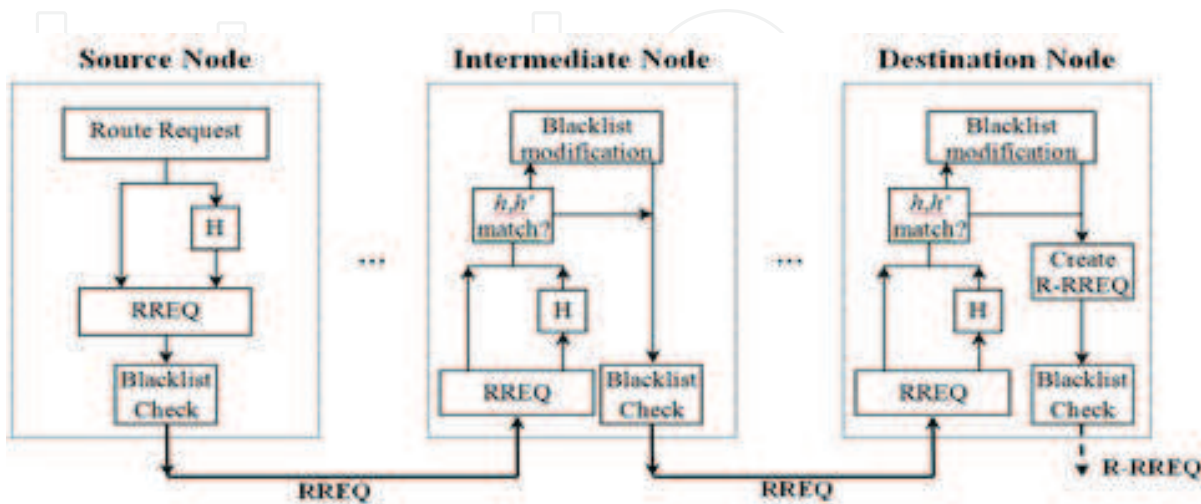 Source Node
Route Request
H
RREQ
Blacklist
Check
...
Intermediate Node
Blacklist
modification
h,h'
match?
H
RREQ
Blacklist
Check
...
Destination Node
Blacklist
modification
h,h'
match?
Create
R-RREQ
H
RREQ
Blacklist
Check
RREQ
RREQ
R-RREQ